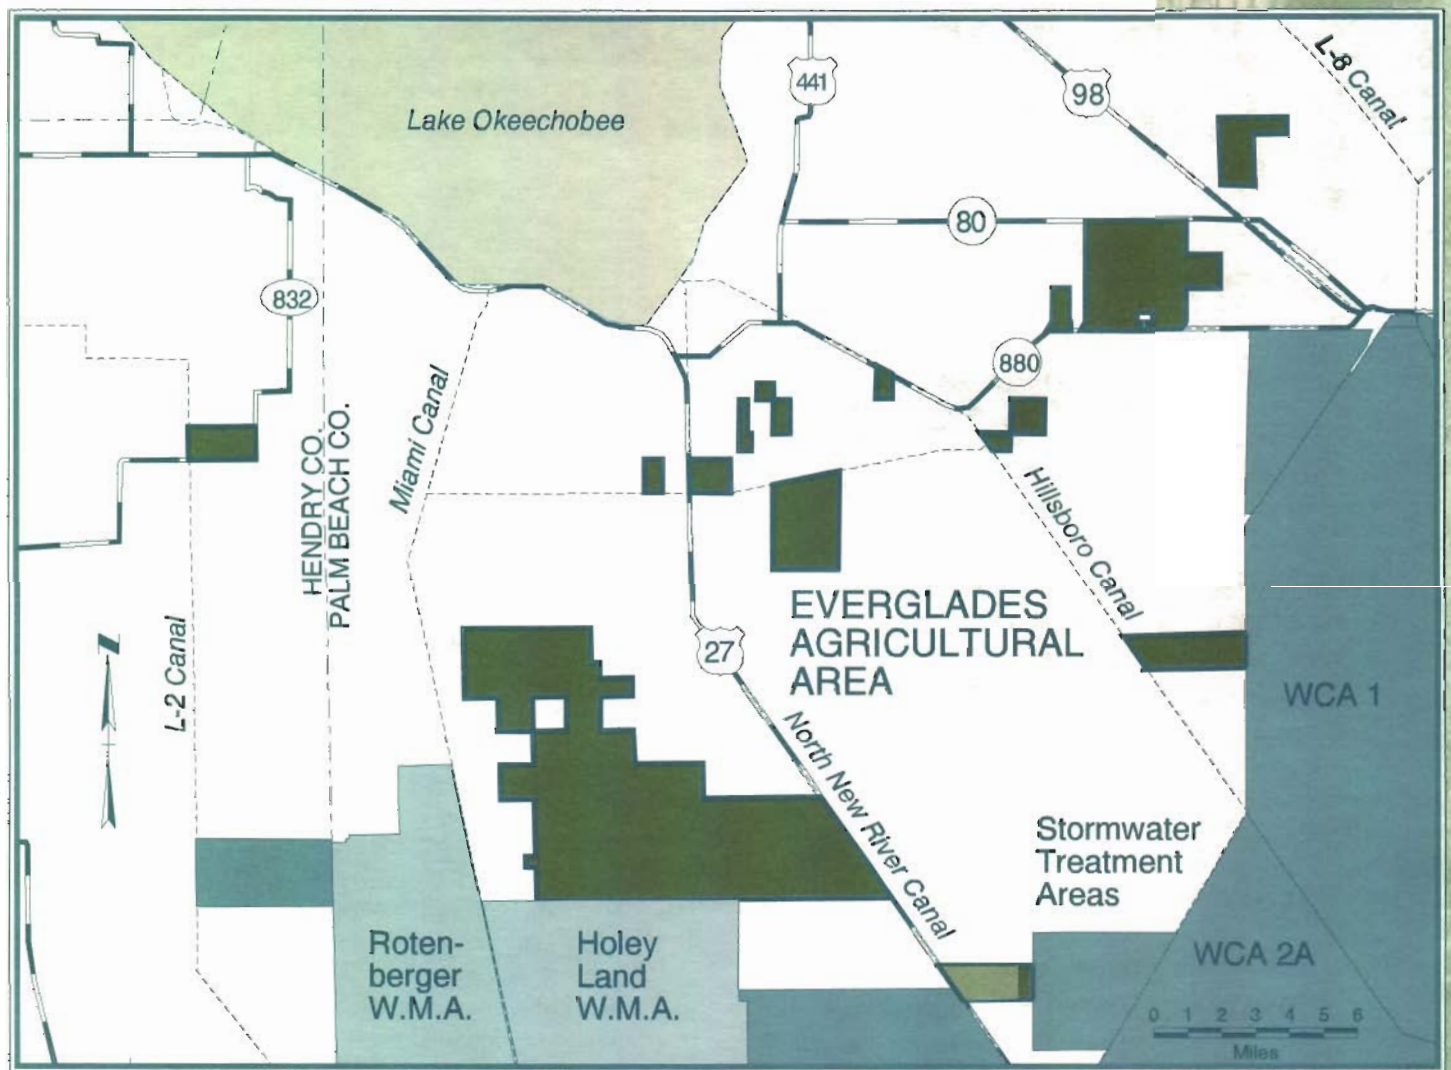 L-8 Canal
441
98
Lake Okeechobee
80
832
880
Miami Canal
HENDRY CO.
PALM BEACH CO.
Hillsboro Canal
EVERGLADES
AGRICULTURAL
AREA
27
L-2 Canal
WCA 1
North New River Canal
Stormwater
Treatment
Areas
Roten-
berger
W.M.A.
Holey
Land
W.M.A.
WCA 2A
0 1 2 3 4 5 6
Miles